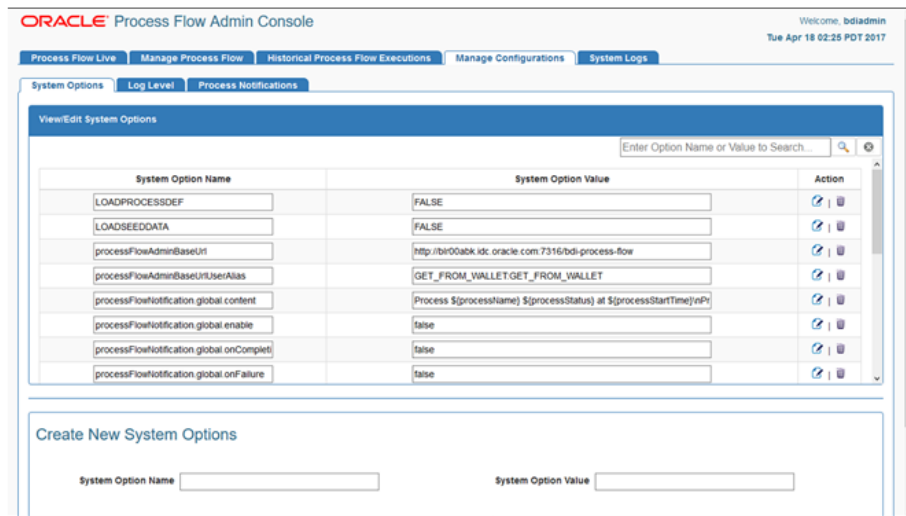 ORACLE Process Flow Admin Console
Welcome, bdiadmin
Tue Apr 18 02:25 PDT 2017
Process Flow Live Manage Process Flow Historical Process Flow Executions Manage Configurations System Logs
System Options Log Level Process Notifications
View/Edit System Options
Enter Option Name or Value to Search...
System Option Name System Option Value Action
LOADPROCESSDEF FALSE |
LOADSEEDDATA FALSE |
processFlowAdminBaseUrl http://blr00abk.idc.oracle.com:7316/bdi-process-flow |
processFlowAdminBaseUrlUserAlias GET_FROM_WALLET:GET_FROM_WALLET |
processFlowNotification.global.content Process ${processName} ${processStatus} at ${processStartTime}\nPr |
processFlowNotification.global.enable false |
processFlowNotification.global.onCompleti false |
processFlowNotification.global.onFailure false |
Create New System Options
System Option Name System Option Value